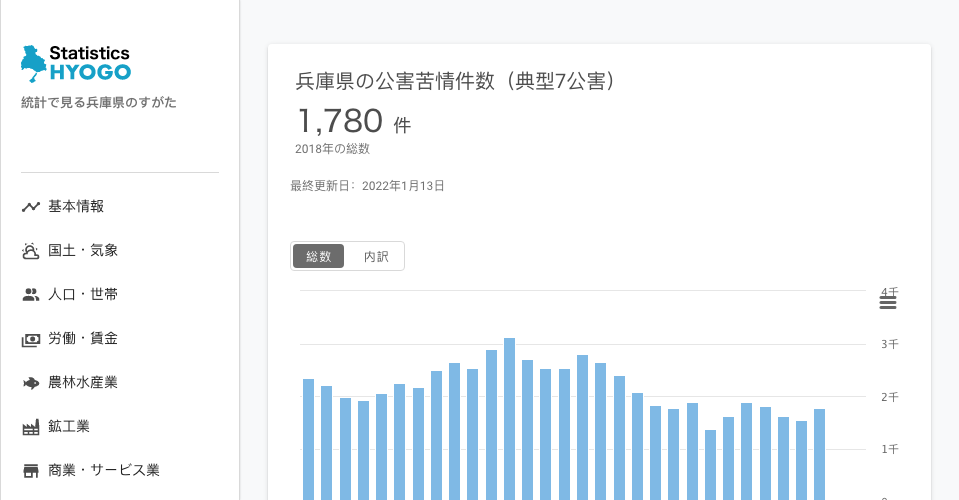 Statistics
HYOGO
統計で見る兵庫県のすがた
基本情報
国土・気象
人口・世帯
労働・賃金
農林水産業
鉱工業
商業・サービス業
兵庫県の公害苦情件数（典型7公害）
1,780 件
2018年の総数
最終更新日：2022年1月13日
総数 内訳
4千
3千
2千
1千